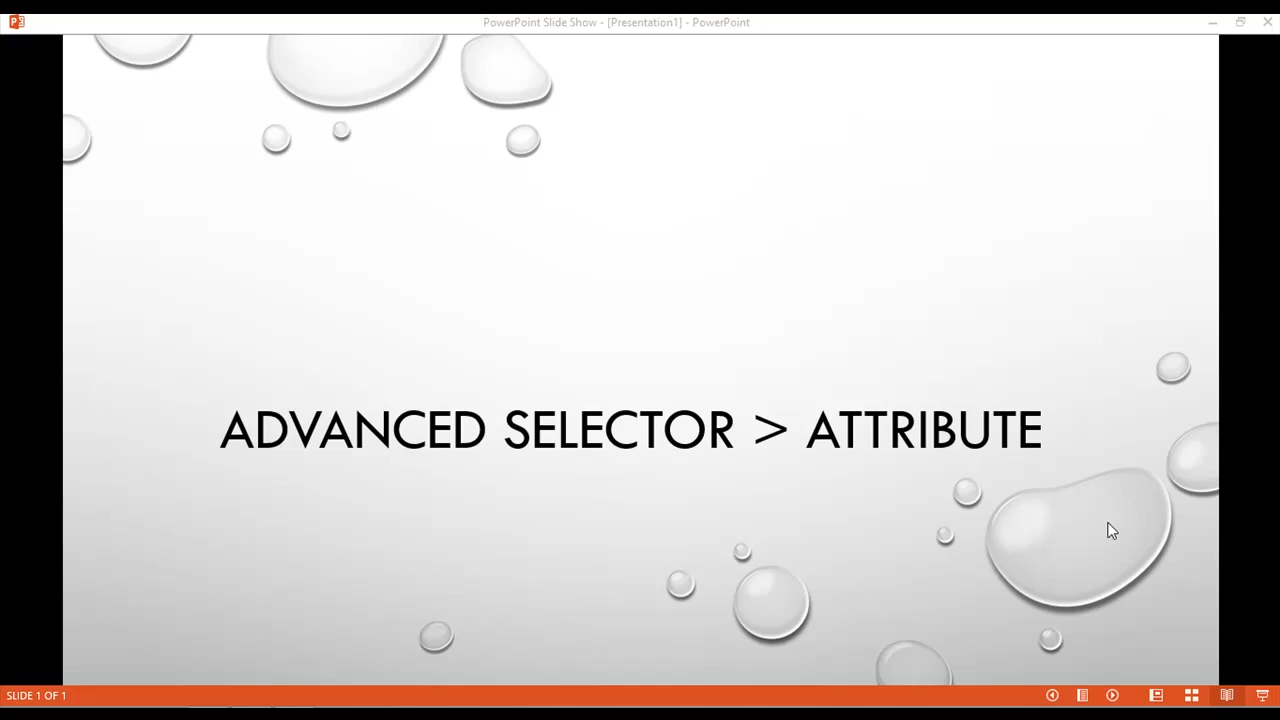 PowerPoint Slide Show - [Presentation1] - PowerPoint
ADVANCED SELECTOR > ATTRIBUTE
SLIDE 1 OF 1